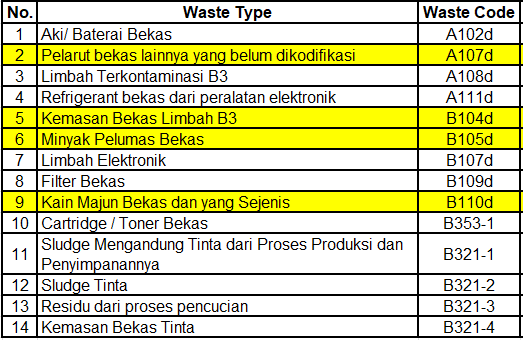 No. Waste Type Waste Code
1 Aki/ Baterai Bekas A102d
2 Pelarut bekas lainnya yang belum dikodifikasi A107d
3 Limbah Terkontaminasi B3 A108d
4 Refrigerant bekas dari peralatan elektronik A111d
5 Kemasan Bekas Limbah B3 B104d
6 Minyak Pelumas Bekas B105d
7 Limbah Elektronik B107d
8 Filter Bekas B109d
9 Kain Majun Bekas dan yang Sejenis B110d
10 Cartridge / Toner Bekas B353-1
11 Sludge Mengandung Tinta dari Proses Produksi dan
Penyimpanannya B321-1
12 Sludge Tinta B321-2
13 Residu dari proses pencucian B321-3
14 Kemasan Bekas Tinta B321-4